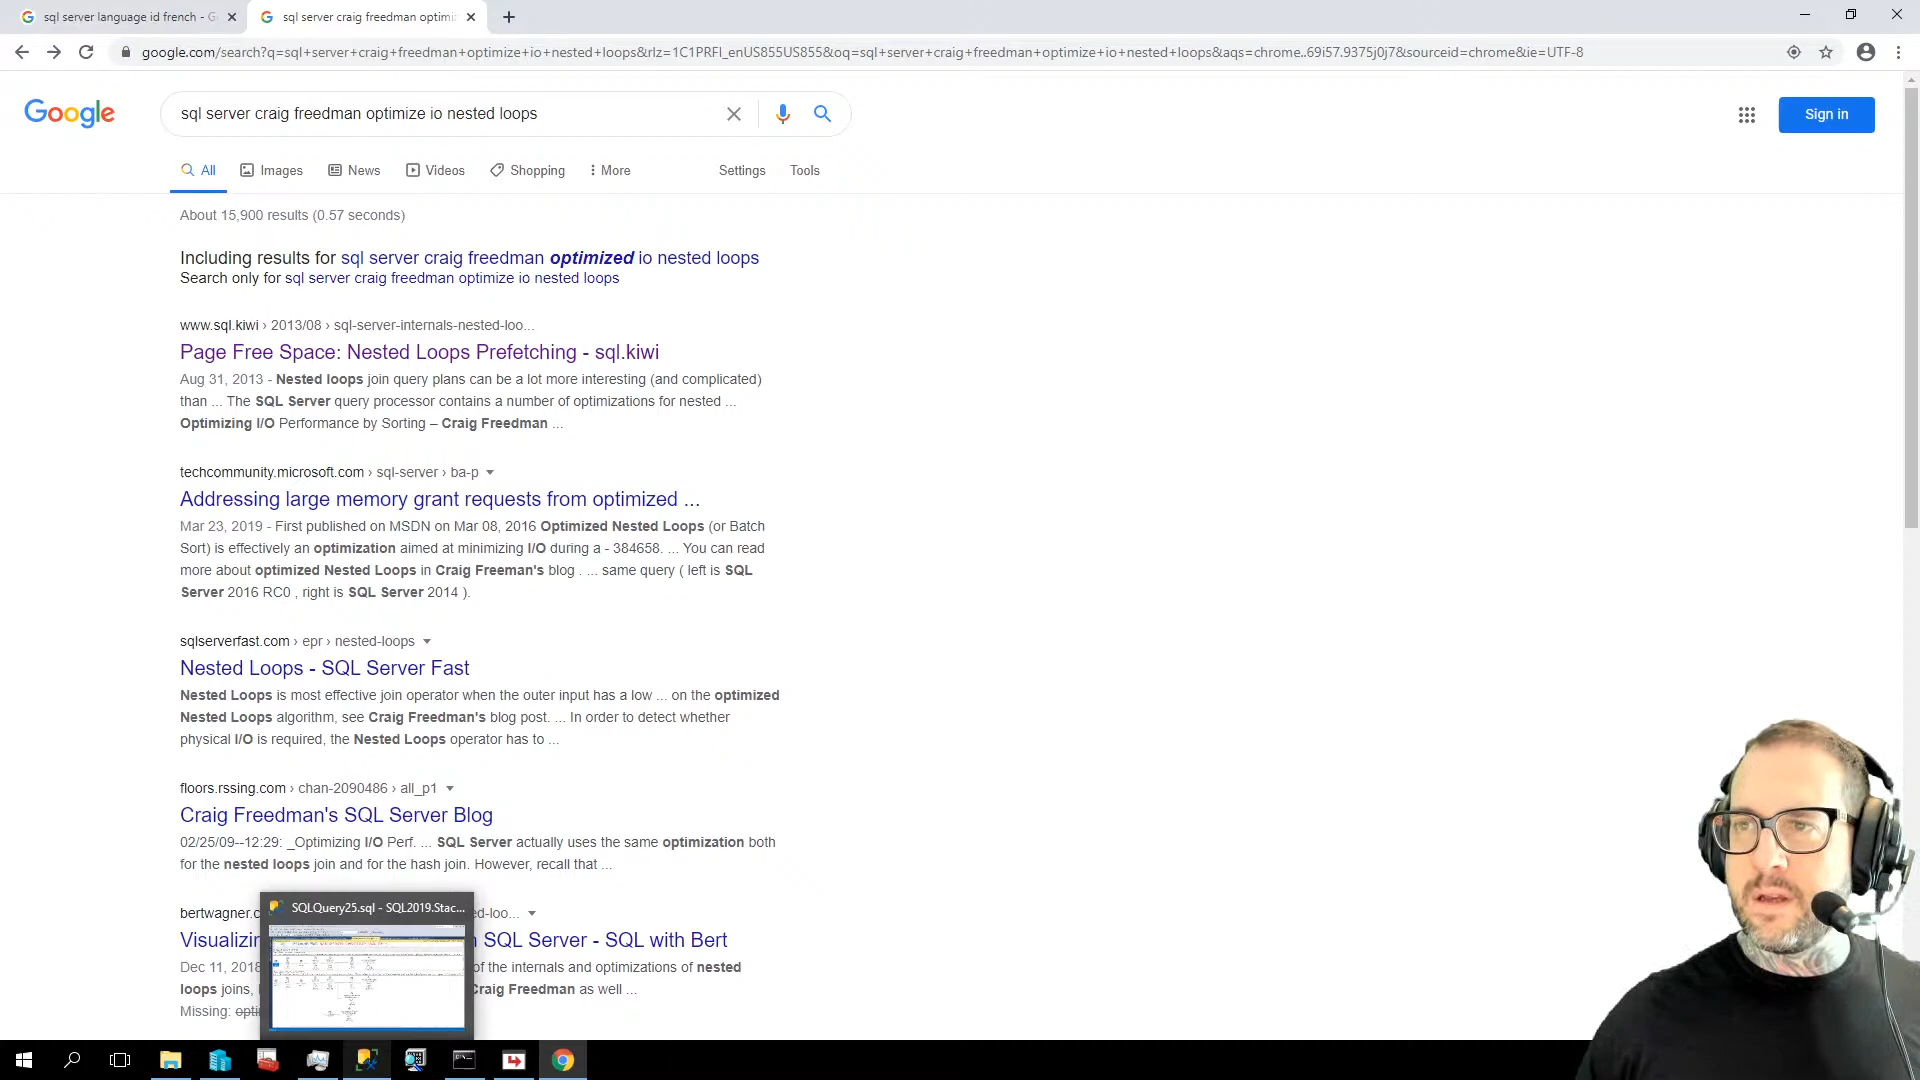 sql server language id french - G
sql server craig freedman optimiz
google.com/search?q=sql+server+craig+freedman+optimize+io+nested+loops&rlz=1C1PRFI_enUS855US855&oq=sql+server+craig+freedman+optimize+io+nested+loops&aqs=chrome..69i57.9375j0j7&sourceid=chrome&ie=UTF-8
Google
sql server craig freedman optimize io nested loops
Sign in
All Images News Videos Shopping More Settings Tools
About 15,900 results (0.57 seconds)
Including results for sql server craig freedman optimized io nested loops
Search only for sql server craig freedman optimize io nested loops
www.sql.kiwi › 2013/08 › sql-server-internals-nested-loo...
Page Free Space: Nested Loops Prefetching - sql.kiwi
Aug 31, 2013 - Nested loops join query plans can be a lot more interesting (and complicated)
than ... The SQL Server query processor contains a number of optimizations for nested ...
Optimizing I/O Performance by Sorting – Craig Freedman ...
techcommunity.microsoft.com › sql-server › ba-p
Addressing large memory grant requests from optimized ...
Mar 23, 2019 - First published on MSDN on Mar 08, 2016 Optimized Nested Loops (or Batch
Sort) is effectively an optimization aimed at minimizing I/O during a - 384658. ... You can read
more about optimized Nested Loops in Craig Freeman's blog . ... same query ( left is SQL
Server 2016 RC0 , right is SQL Server 2014 ).
sqlserverfast.com › epr › nested-loops
Nested Loops - SQL Server Fast
Nested Loops is most effective join operator when the outer input has a low ... on the optimized
Nested Loops algorithm, see Craig Freedman's blog post. ... In order to detect whether
physical I/O is required, the Nested Loops operator has to ...
floors.rssing.com › chan-2090486 › all_p1
Craig Freedman's SQL Server Blog
02/25/09--12:29: _Optimizing I/O Perf. ... SQL Server actually uses the same optimization both
for the nested loops join and for the hash join. However, recall that ...
SQLQuery25.sql - SQL2019.Stac...
bertwagner.c ed-loo...
Visualizin SQL Server - SQL with Bert
Dec 11, 2018 of the internals and optimizations of nested
loops joins, Craig Freedman as well ...
Missing: opti